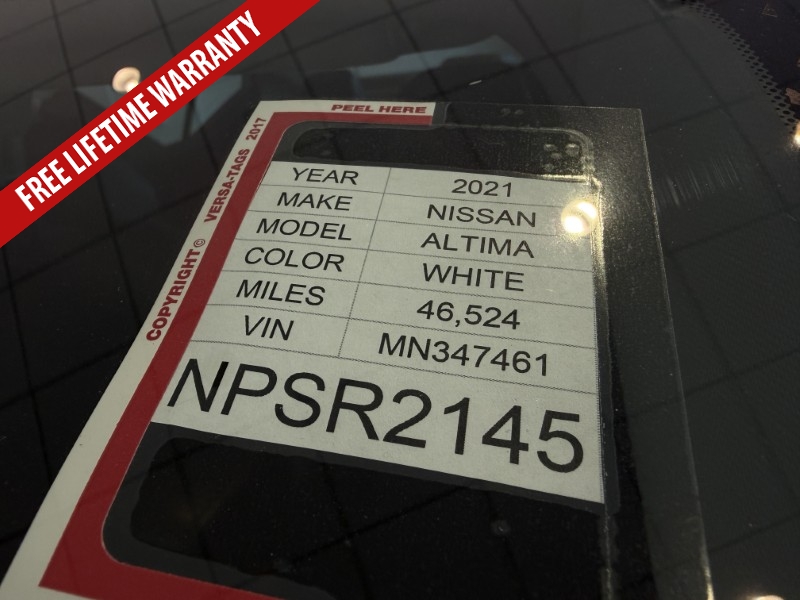 FREE LIFETIME WARRANTY
PEEL HERE
COPYRIGHT © VERSA-TAGS 2017
YEAR 2021
MAKE NISSAN
MODEL ALTIMA
COLOR WHITE
MILES 46,524
VIN MN347461
NPSR2145